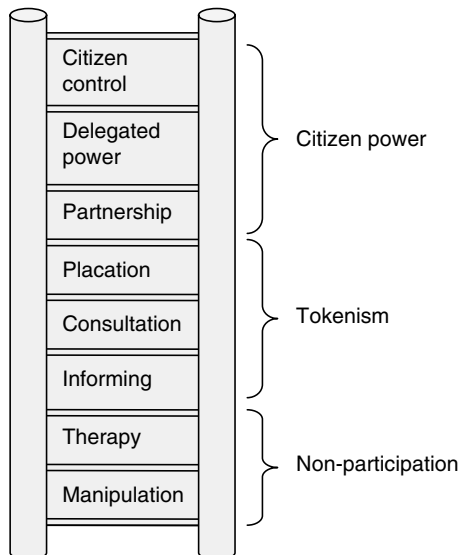 Citizen
control
Delegated
power
Partnership
Citizen power
Placation
Consultation
Informing
Tokenism
Therapy
Manipulation
Non-participation